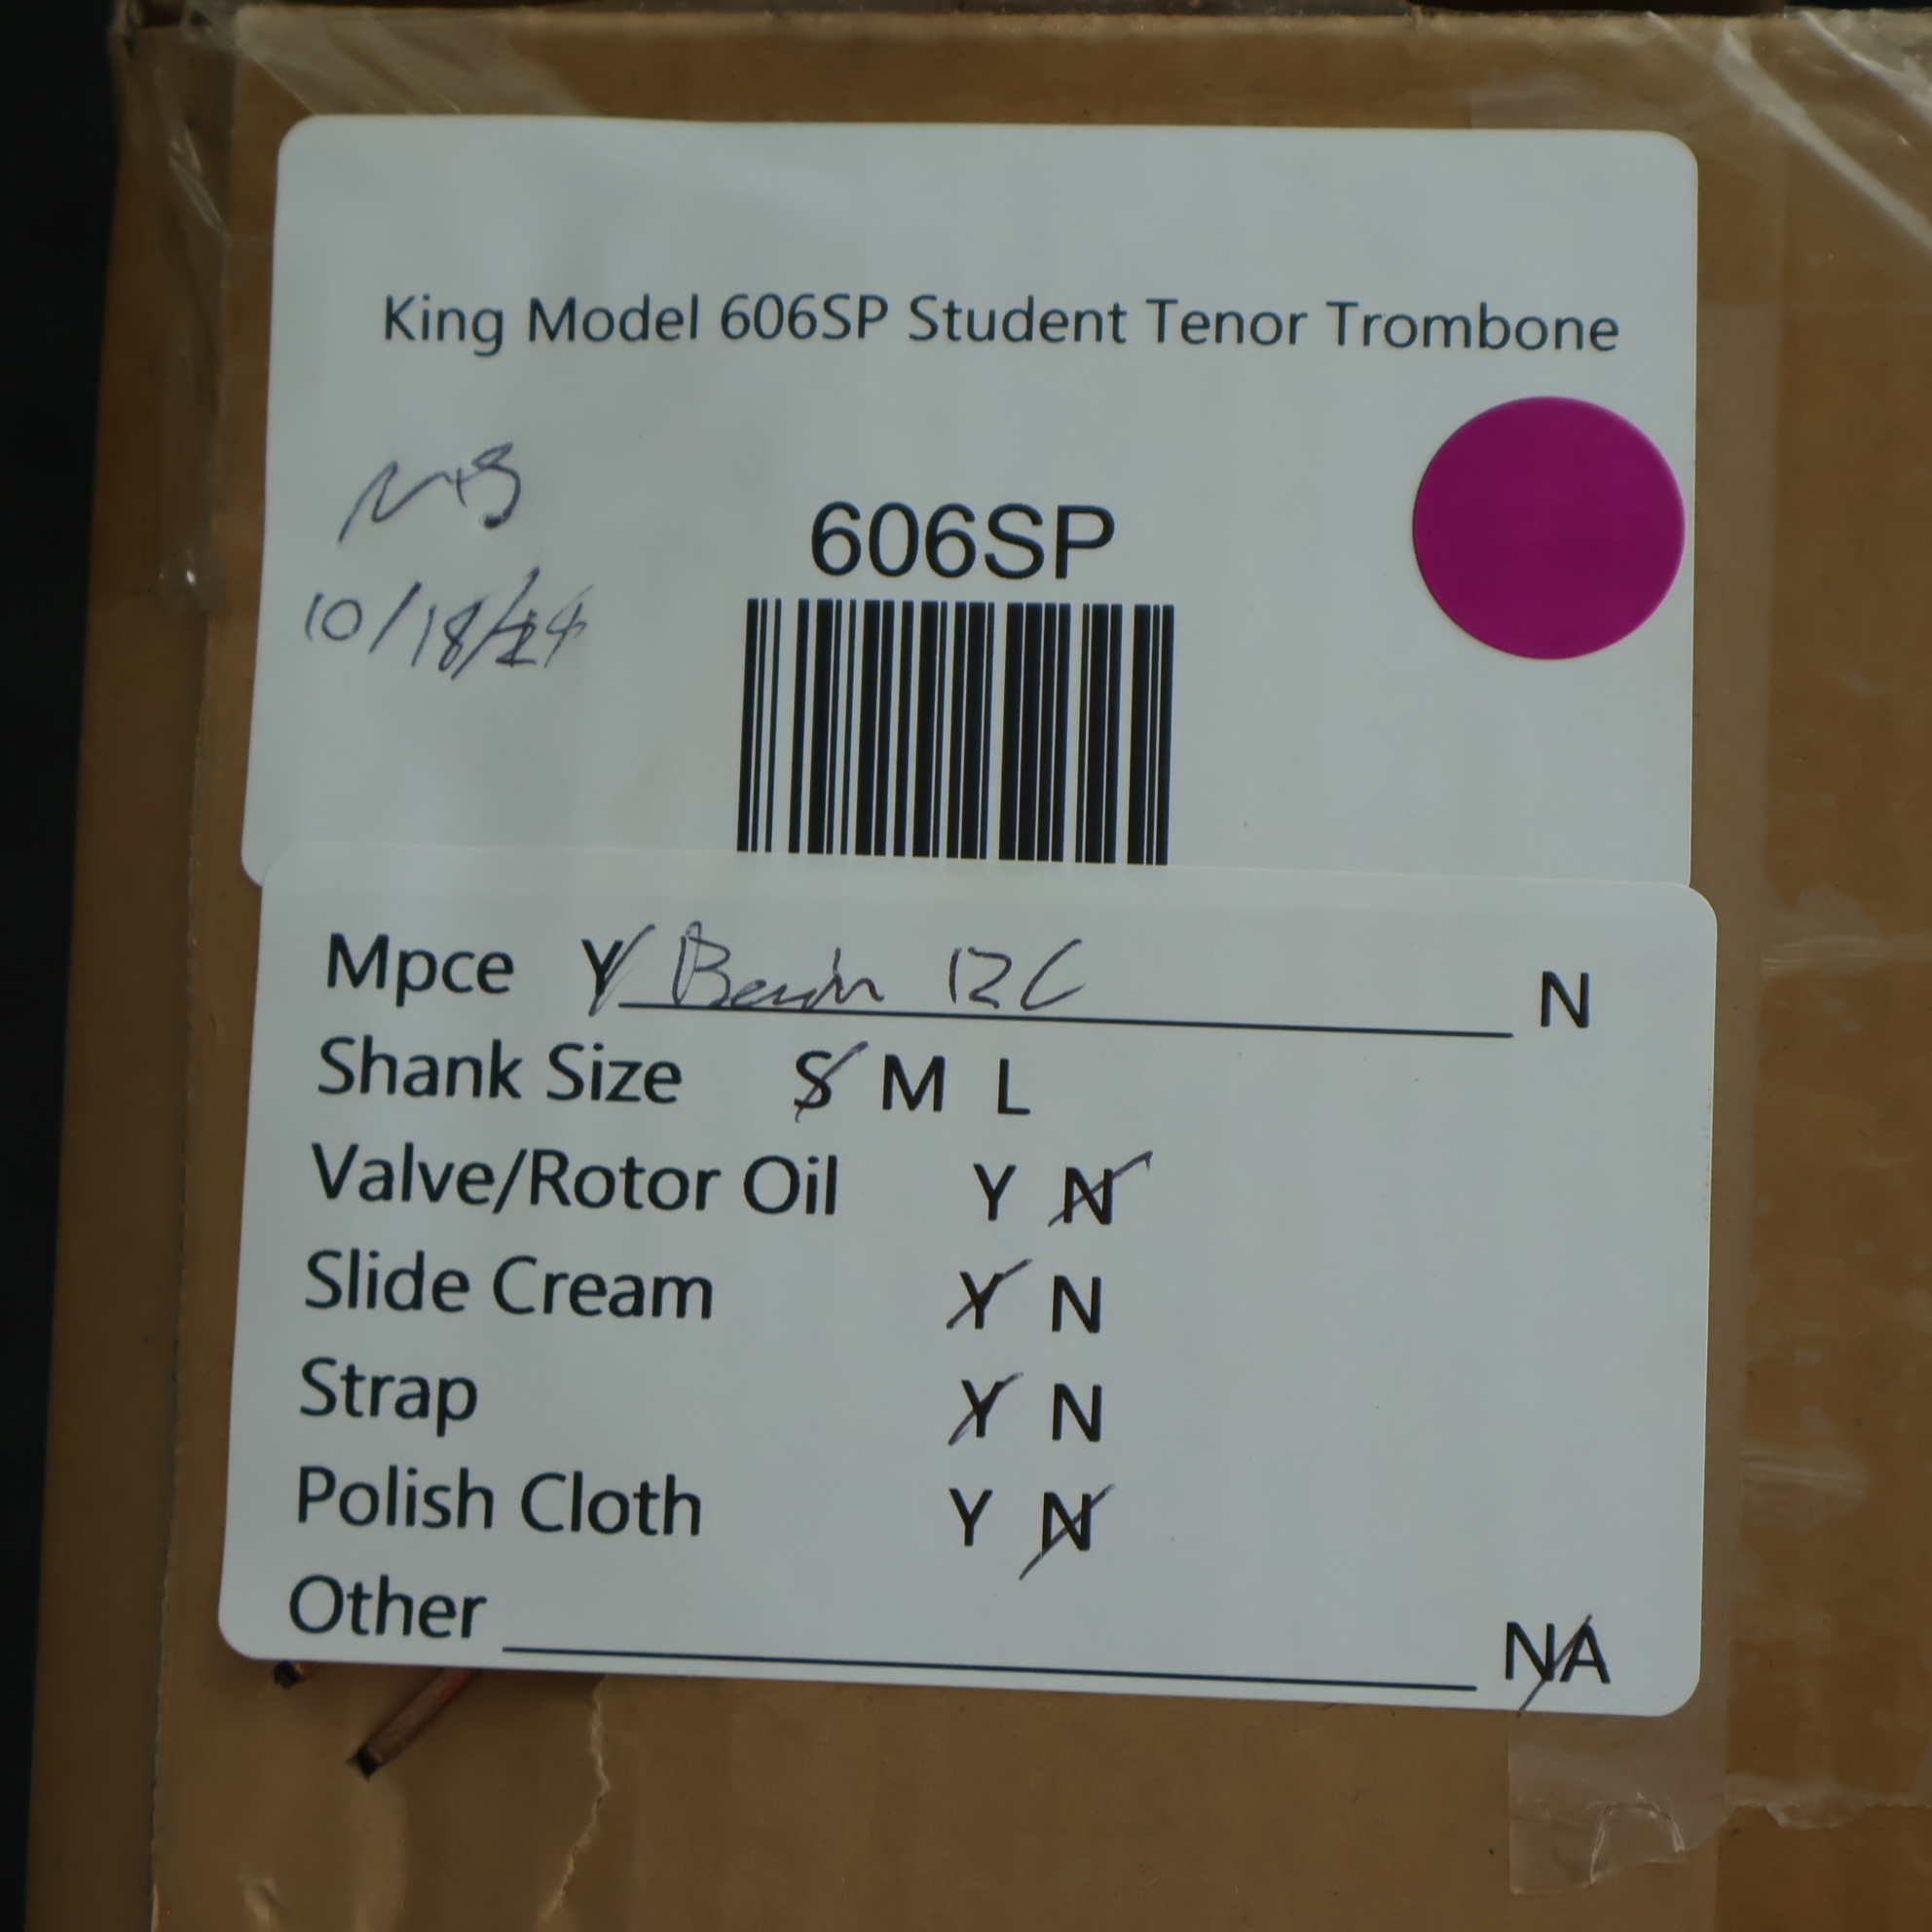 King Model 606SP Student Tenor Trombone
10/18/24
606SP
Mpce Y 12C N
Shank Size S M L
Valve/Rotor Oil Y N
Slide Cream Y N
Strap Y N
Polish Cloth Y N
Other NA